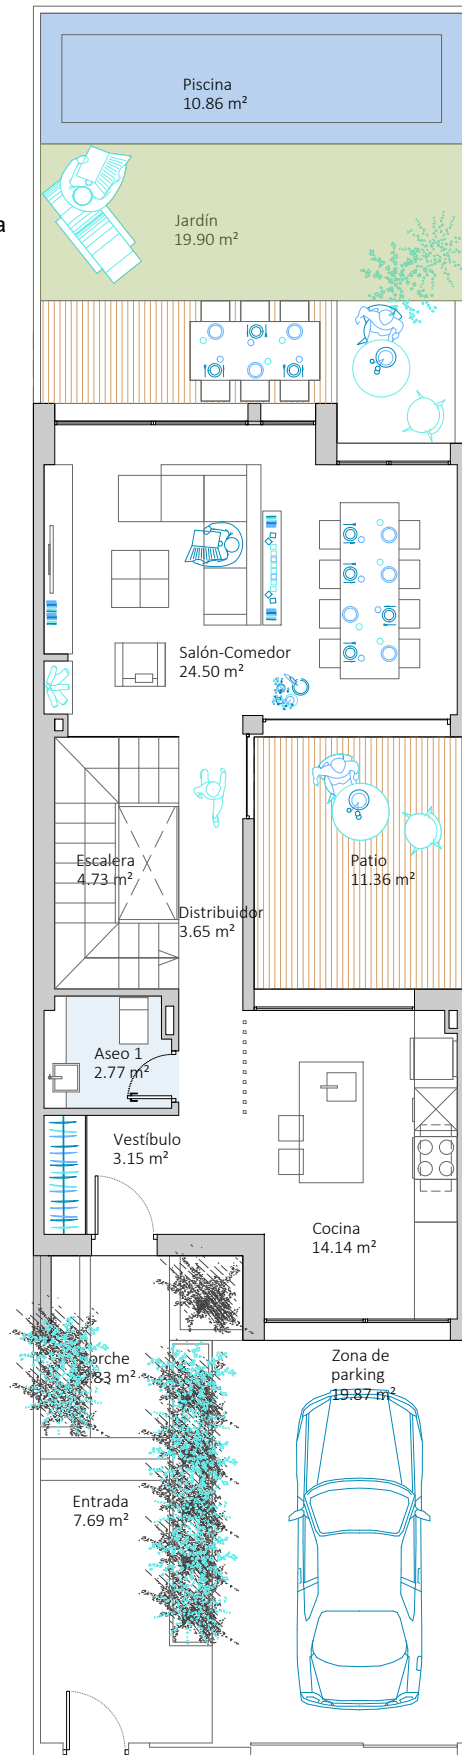 Piscina
10.86 m²
a
Jardín
19.90 m²
Salón-Comedor
24.50 m²
Escalera
4.73 m²
Patio
11.36 m²
Distribuidor
3.65 m²
Aseo 1
2.77 m²
Vestíbulo
3.15 m²
Cocina
14.14 m²
m²
Zona de
parking
19.87 m²
Entrada
7.69 m²